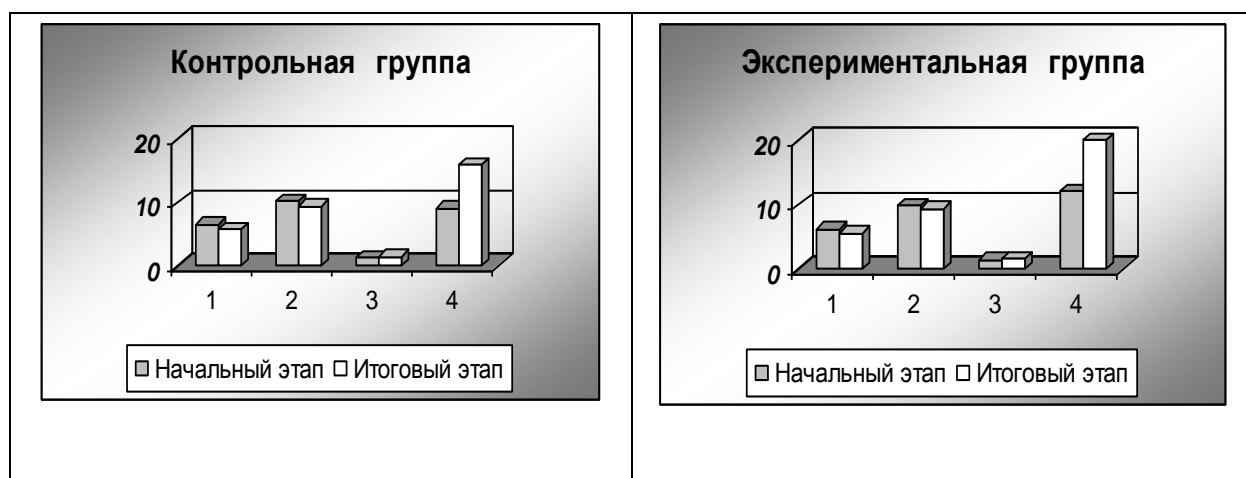 Контрольная группа
20
10
0
1 2 3 4
Начальный этап Итоговый этап
Экспериментальная группа
20
10
0
1 2 3 4
Начальный этап Итоговый этап